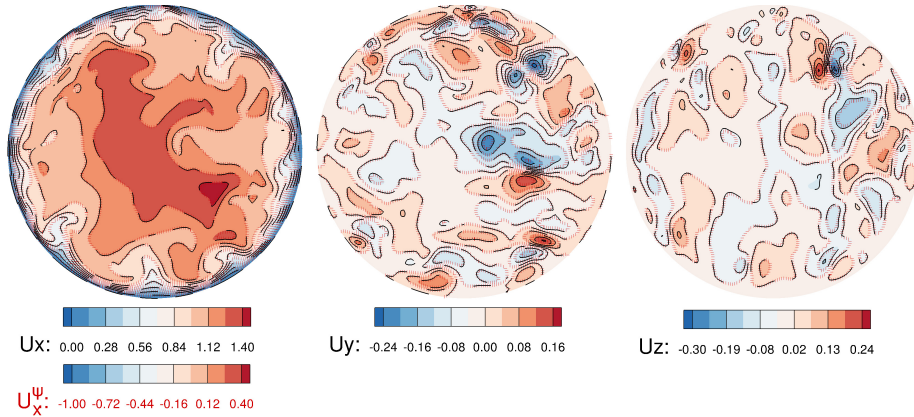 Ux: 0.00 0.28 0.56 0.84 1.12 1.40
Uy: -0.24 -0.16 -0.08 0.00 0.08 0.16
Uz: -0.30 -0.19 -0.08 0.02 0.13 0.24
U_x^ψ: -1.00 -0.72 -0.44 -0.16 0.12 0.40